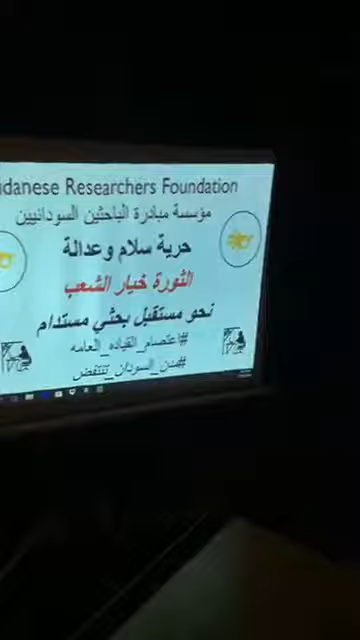 danese Researchers Foundation
مؤسسة مبادرة الباحثين السودانيين
حرية سلام وعدالة
الثورة خيار الشعب
نحو مستقبل بحثي مستدام
#اعتصام_القياده_العامه
#مدن_السودان_تنتفض